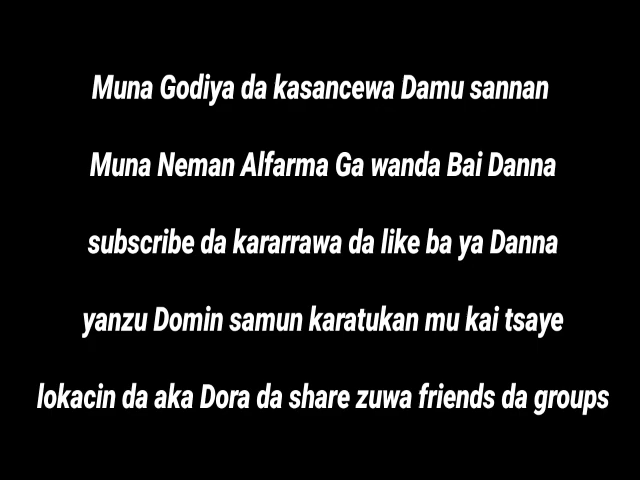 Muna Godiya da kasancewa Damu sannan
Muna Neman Alfarma Ga wanda Bai Danna
subscribe da kararrawa da like ba ya Danna
yanzu Domin samun karatukan mu kai tsaye
lokacin da aka Dora da share zuwa friends da groups